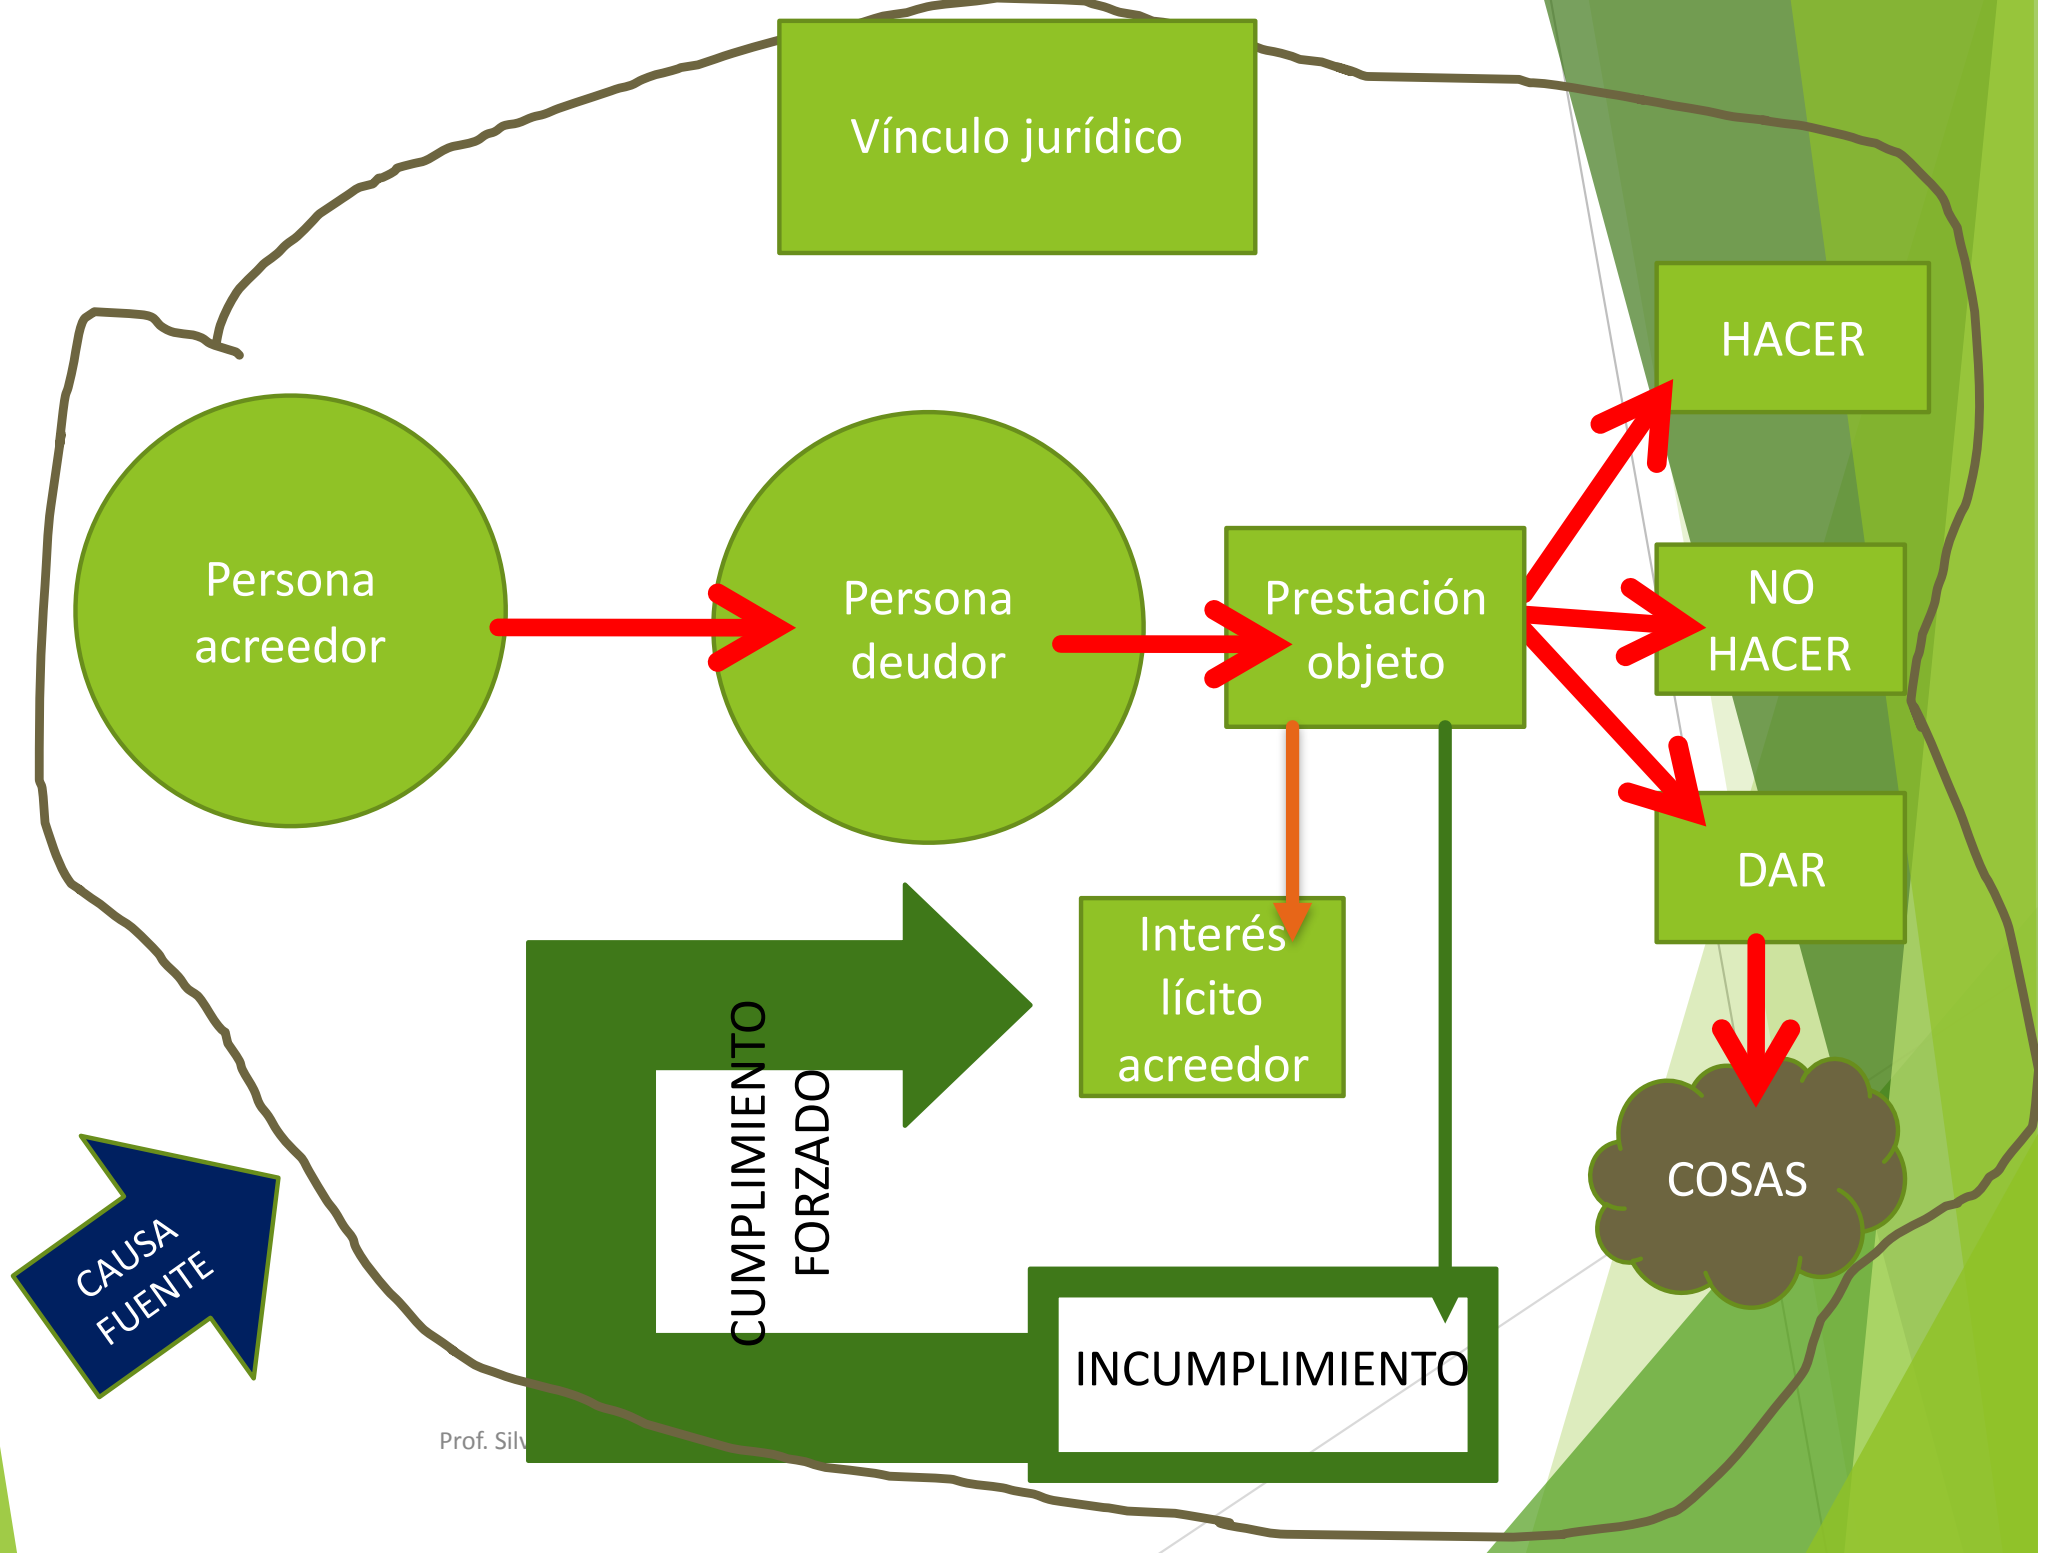 Vínculo jurídico
HACER
Persona
acreedor
Persona
deudor
Prestación
objeto
NO
HACER
DAR
Interés
lícito
acreedor
CUMPLIMIENTO
FORZADO
COSAS
CAUSA
FUENTE
INCUMPLIMIENTO
Prof.